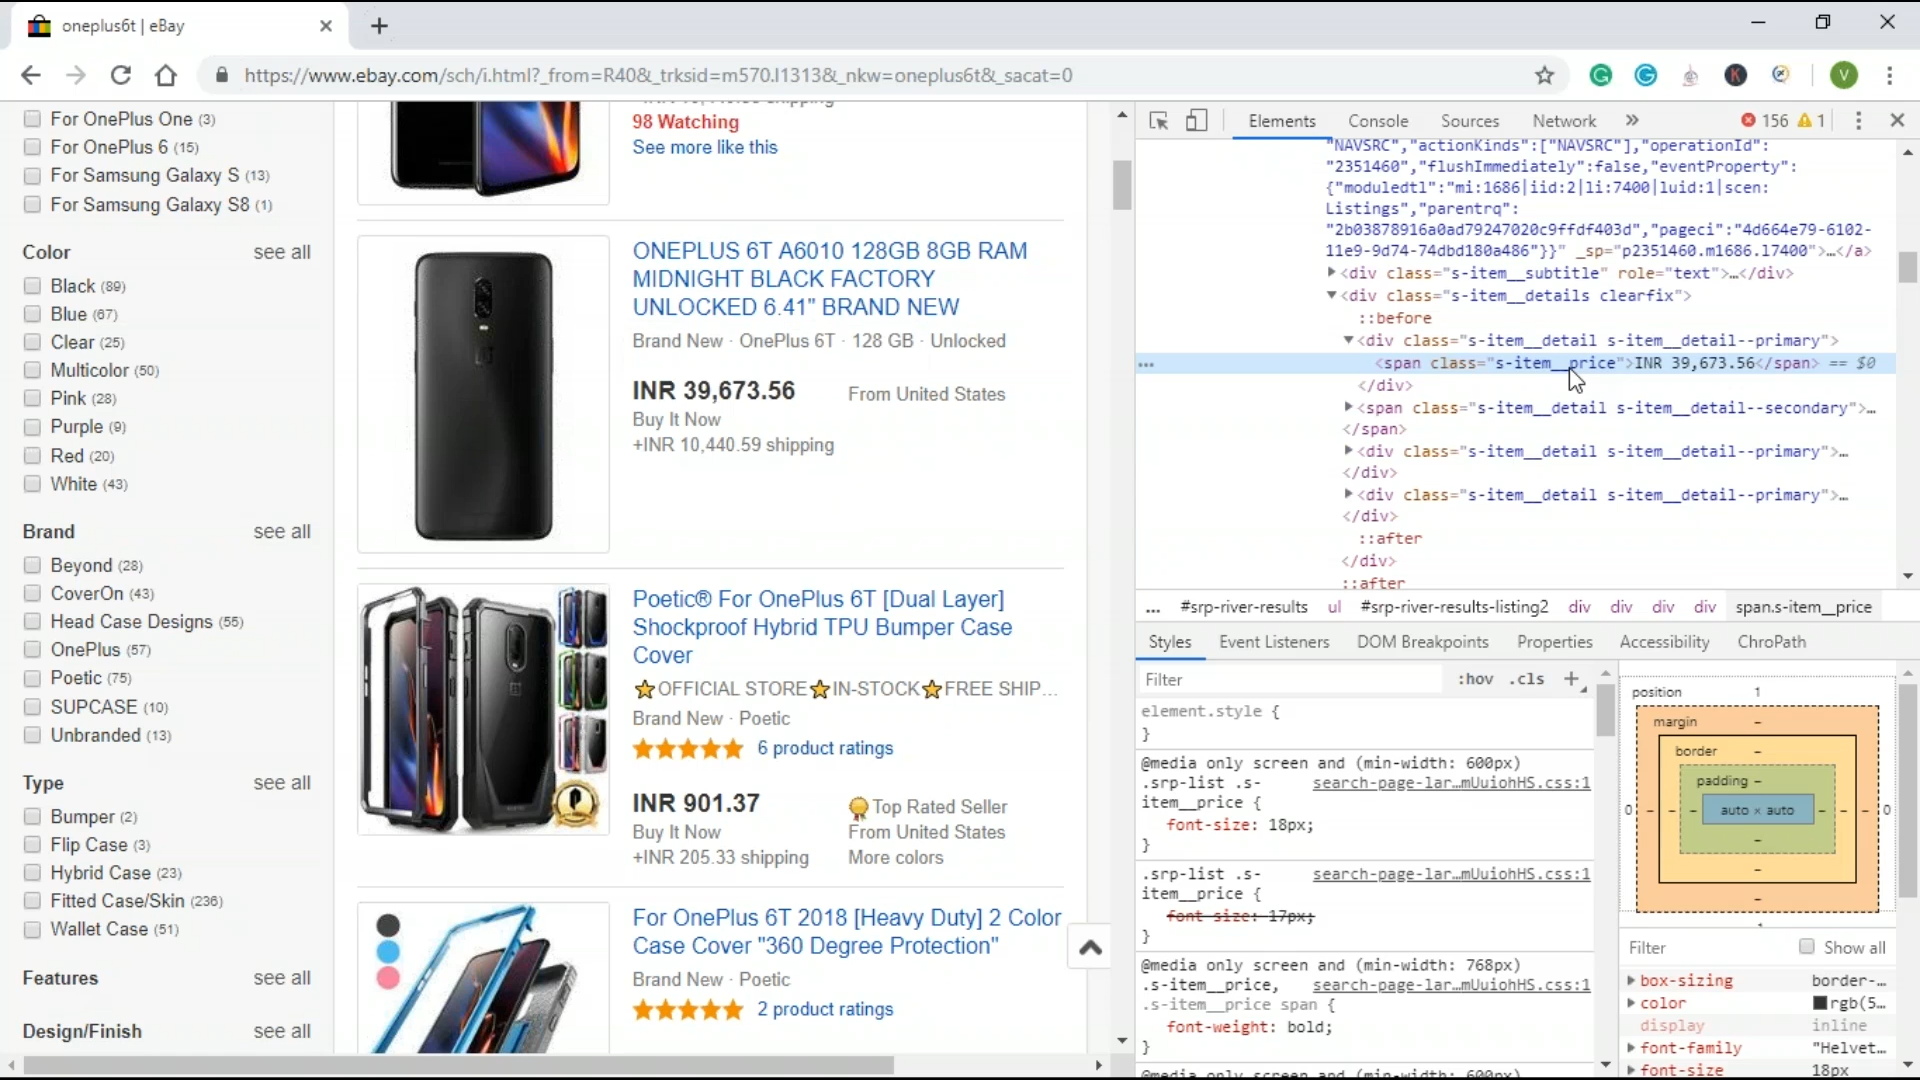 oneplus6t | eBay
https://www.ebay.com/sch/i.html?_from=R40&_trksid=m570.l1313&_nkw=oneplus6t&_sacat=0
V
For OnePlus One (3)
For OnePlus 6 (15)
For Samsung Galaxy S (13)
For Samsung Galaxy S8 (1)
Color see all
Black (89)
Blue (67)
Clear (25)
Multicolor (50)
Pink (28)
Purple (9)
Red (20)
White (43)
Brand see all
Beyond (28)
CoverOn (43)
Head Case Designs (55)
OnePlus (57)
Poetic (75)
SUPCASE (10)
Unbranded (13)
Type see all
Bumper (2)
Flip Case (3)
Hybrid Case (23)
Fitted Case/Skin (236)
Wallet Case (51)
Features see all
Design/Finish see all
98 Watching
See more like this
ONEPLUS 6T A6010 128GB 8GB RAM
MIDNIGHT BLACK FACTORY
UNLOCKED 6.41" BRAND NEW
Brand New · OnePlus 6T · 128 GB · Unlocked
INR 39,673.56 From United States
Buy It Now
+INR 10,440.59 shipping
Poetic® For OnePlus 6T [Dual Layer]
Shockproof Hybrid TPU Bumper Case
Cover
⭐OFFICIAL STORE⭐IN-STOCK⭐FREE SHIP...
Brand New · Poetic
6 product ratings
INR 901.37 Top Rated Seller
Buy It Now From United States
+INR 205.33 shipping More colors
For OnePlus 6T 2018 [Heavy Duty] 2 Color
Case Cover "360 Degree Protection"
Brand New · Poetic
2 product ratings
Elements Console Sources Network » 156 1
"NAVSRC","actionKinds":["NAVSRC"],"operationId":
"2351460","flushImmediately":false,"eventProperty":
{"moduledtl":"mi:1686|iid:2|li:7400|luid:1|scen:
Listings","parentrq":
"2b03878916a0ad79247020c9ffdf403d","pageci":"4d664e79-6102-
11e9-9d74-74dbd180a486"}}" _sp="p2351460.m1686.l7400">…</a>
<div class="s-item__subtitle" role="text">…</div>
<div class="s-item__details clearfix">
::before
<div class="s-item__detail s-item__detail--primary">
<span class="s-item__price">INR 39,673.56</span> == $0
</div>
<span class="s-item__detail s-item__detail--secondary">…
</span>
<div class="s-item__detail s-item__detail--primary">…
</div>
<div class="s-item__detail s-item__detail--primary">…
</div>
::after
</div>
::after
... #srp-river-results ul #srp-river-results-listing2 div div div div span.s-item__price
Styles Event Listeners DOM Breakpoints Properties Accessibility ChroPath
Filter :hov .cls +
element.style {
}
@media only screen and (min-width: 600px)
.srp-list .s- search-page-lar…mUuiohHS.css:1
item__price {
font-size: 18px;
}
.srp-list .s- search-page-lar…mUuiohHS.css:1
item__price {
font-size: 17px;
}
@media only screen and (min-width: 768px)
.s-item__price, search-page-lar…mUuiohHS.css:1
.s-item__price span {
font-weight: bold;
}
@media only screen and (min-width: 600px)
position 1
margin -
border -
padding -
0 - - - auto × auto - - - 0
-
-
-
Filter Show all
box-sizing border-…
color rgb(5…
display inline
font-family "Helvet…
font-size 18px